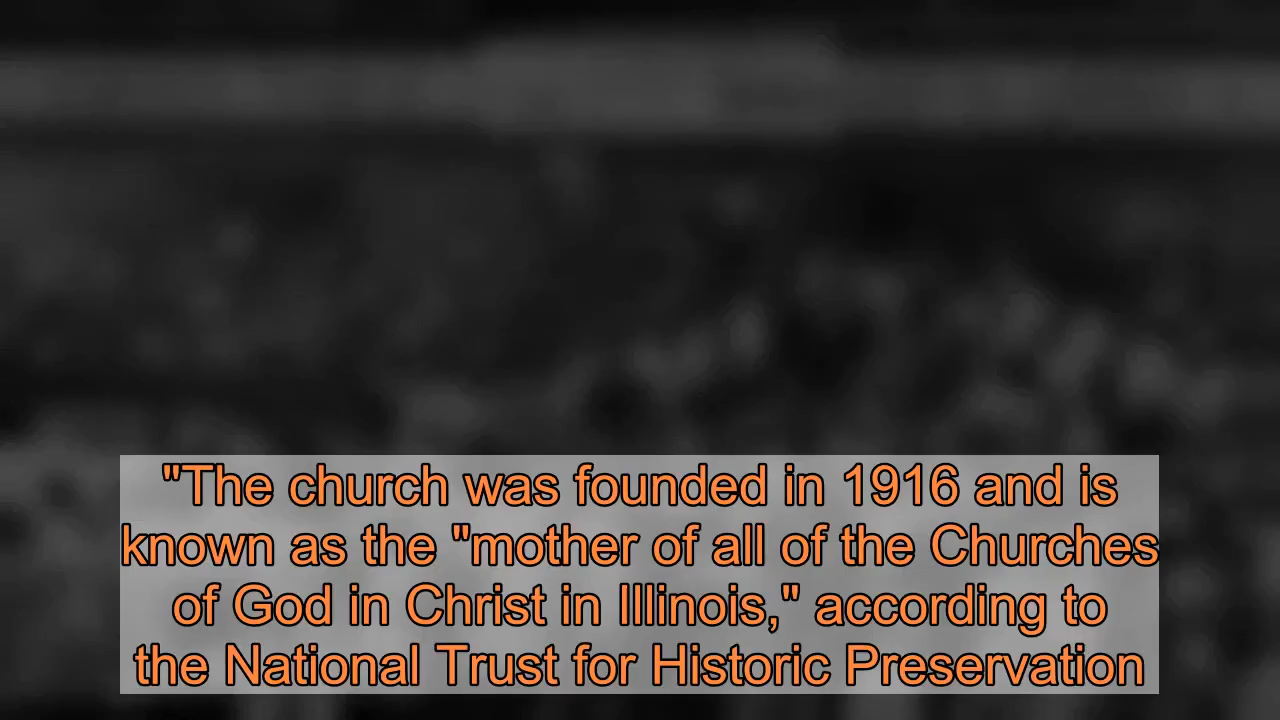 "The church was founded in 1916 and is
known as the "mother of all of the Churches
of God in Christ in Illinois," according to
the National Trust for Historic Preservation